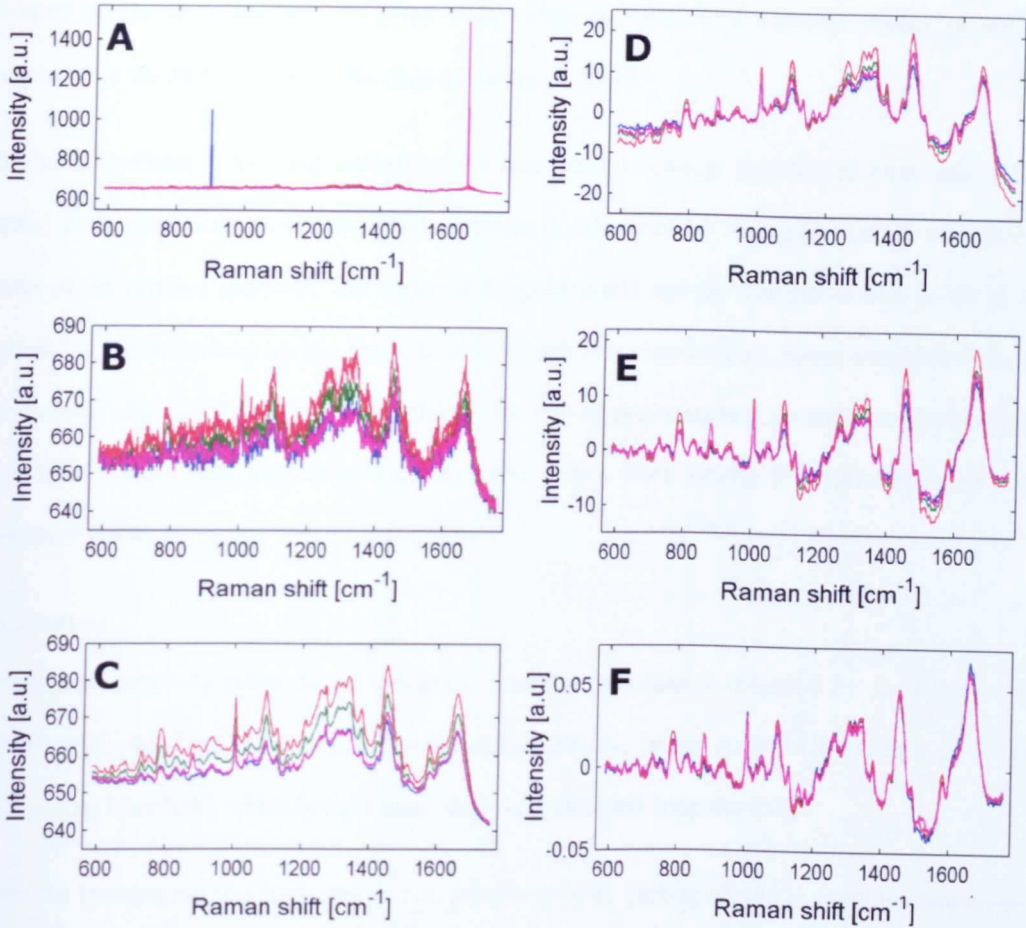 A
Intensity [a.u.]
1400
1200
1000
800
600
600 800 1000 1200 1400 1600
Raman shift [cm-1]
D
Intensity [a.u.]
20
10
0
-10
-20
600 800 1000 1200 1400 1600
Raman shift [cm-1]
B
Intensity [a.u.]
690
680
670
660
650
640
600 800 1000 1200 1400 1600
Raman shift [cm-1]
E
Intensity [a.u.]
20
10
0
-10
600 800 1000 1200 1400 1600
Raman shift [cm-1]
C
Intensity [a.u.]
690
680
670
660
650
640
600 800 1000 1200 1400 1600
Raman shift [cm-1]
F
Intensity [a.u.]
0.05
0
-0.05
600 800 1000 1200 1400 1600
Raman shift [cm-1]